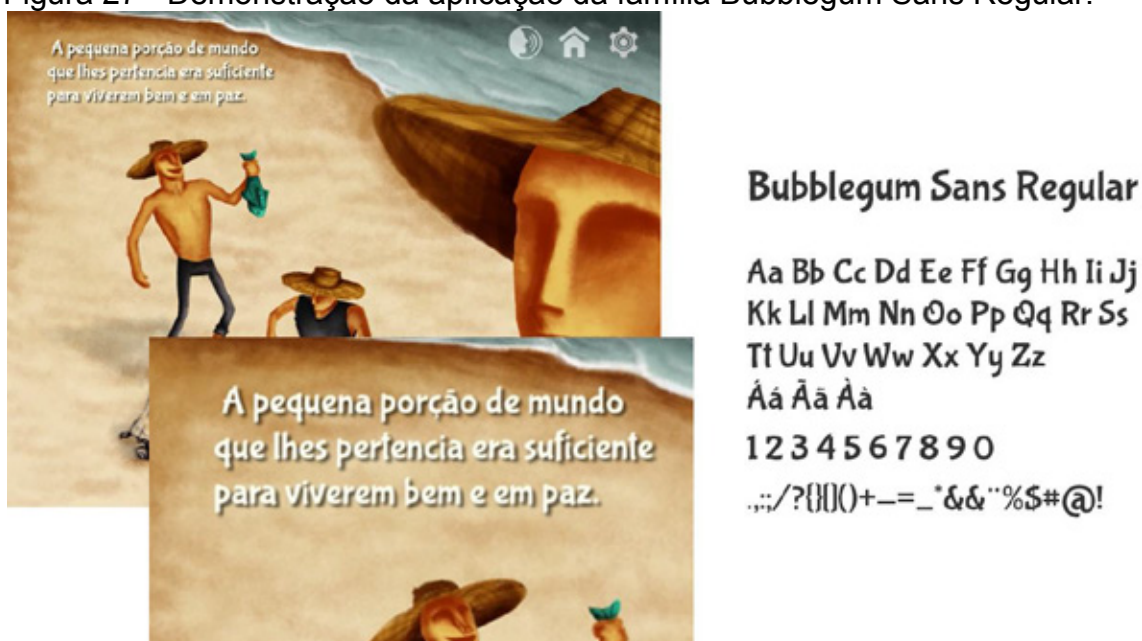 Figura 27 - Demonstração da aplicação da família Bubblegum Sans Regular.
A pequena porção de mundo
que lhes pertencia era suficiente
para viverem bem e em paz.
A pequena porção de mundo
que lhes pertencia era suficiente
para viverem bem e em paz.
Bubblegum Sans Regular
Aa Bb Cc Dd Ee Ff Gg Hh Ii Jj
Kk Ll Mm Nn Oo Pp Qq Rr Ss
Tt Uu Vv Ww Xx Yy Zz
Áá Ãã Àà
1234567890
.,:;/?{}[]()+–=_*&&¨%$#@!